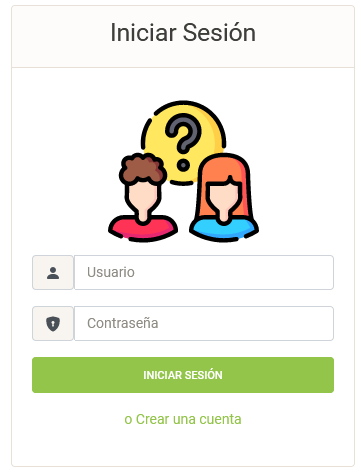 Iniciar Sesión
?
Usuario
Contraseña
INICIAR SESIÓN
o Crear una cuenta